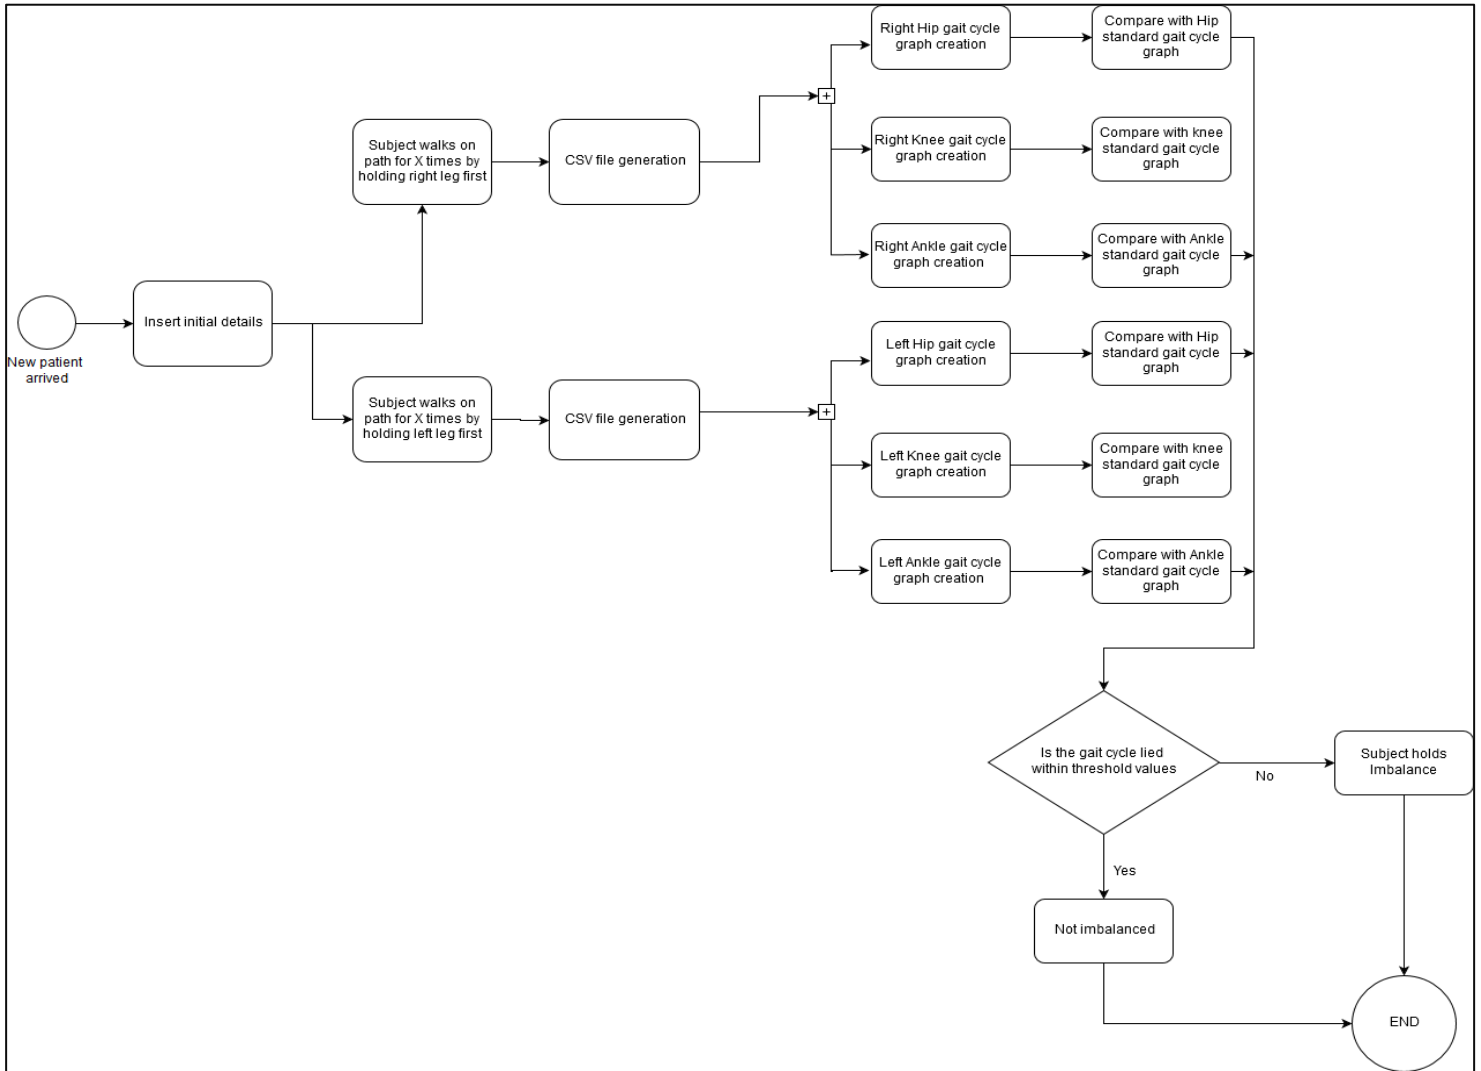 Right Hip gait cycle
graph creation
Compare with Hip
standard gait cycle
graph
+
Subject walks on
path for X times by
holding right leg first
CSV file generation
Right Knee gait cycle
graph creation
Compare with knee
standard gait cycle
graph
Right Ankle gait cycle
graph creation
Compare with Ankle
standard gait cycle
graph
New patient
arrived
Insert initial details
Left Hip gait cycle
graph creation
Compare with Hip
standard gait cycle
graph
Subject walks on
path for X times by
holding left leg first
CSV file generation
+
Left Knee gait cycle
graph creation
Compare with knee
standard gait cycle
graph
Left Ankle gait cycle
graph creation
Compare with Ankle
standard gait cycle
graph
Is the gait cycle lied
within threshold values
No
Subject holds
Imbalance
Yes
Not imbalanced
END